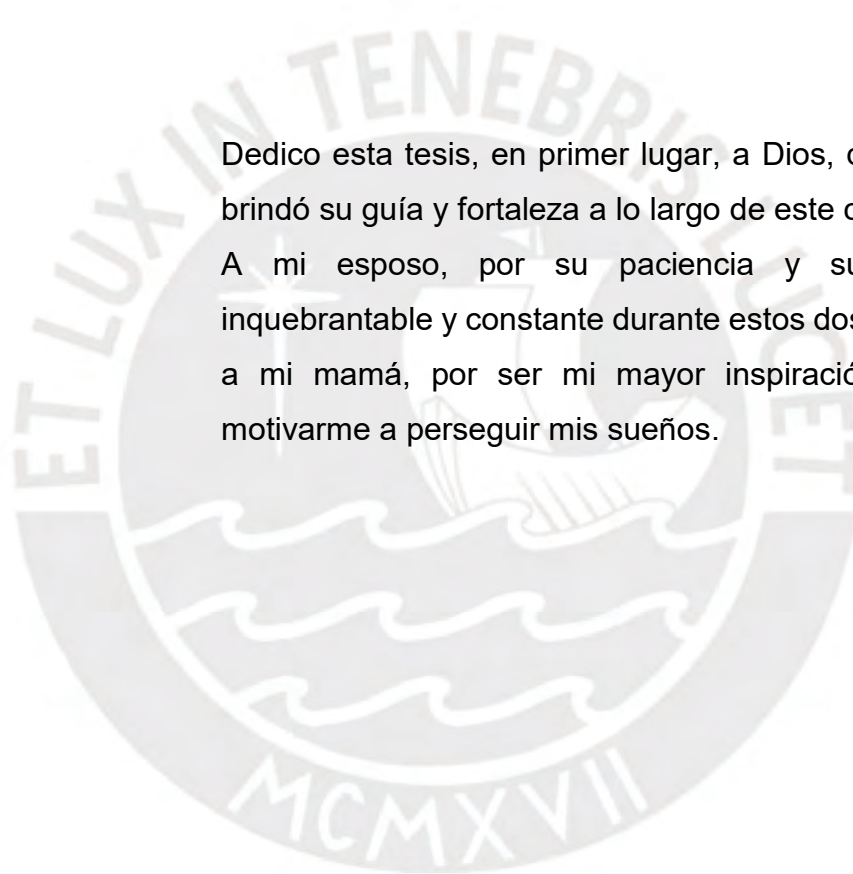 ET LUX IN TENEBRIS LUCET
Dedico esta tesis, en primer lugar, a Dios,
brindó su guía y fortaleza a lo largo de este
A mi esposo, por su paciencia y
inquebrantable y constante durante estos dos
a mi mamá, por ser mi mayor
motivarme a perseguir mis sueños.
MCMXVII